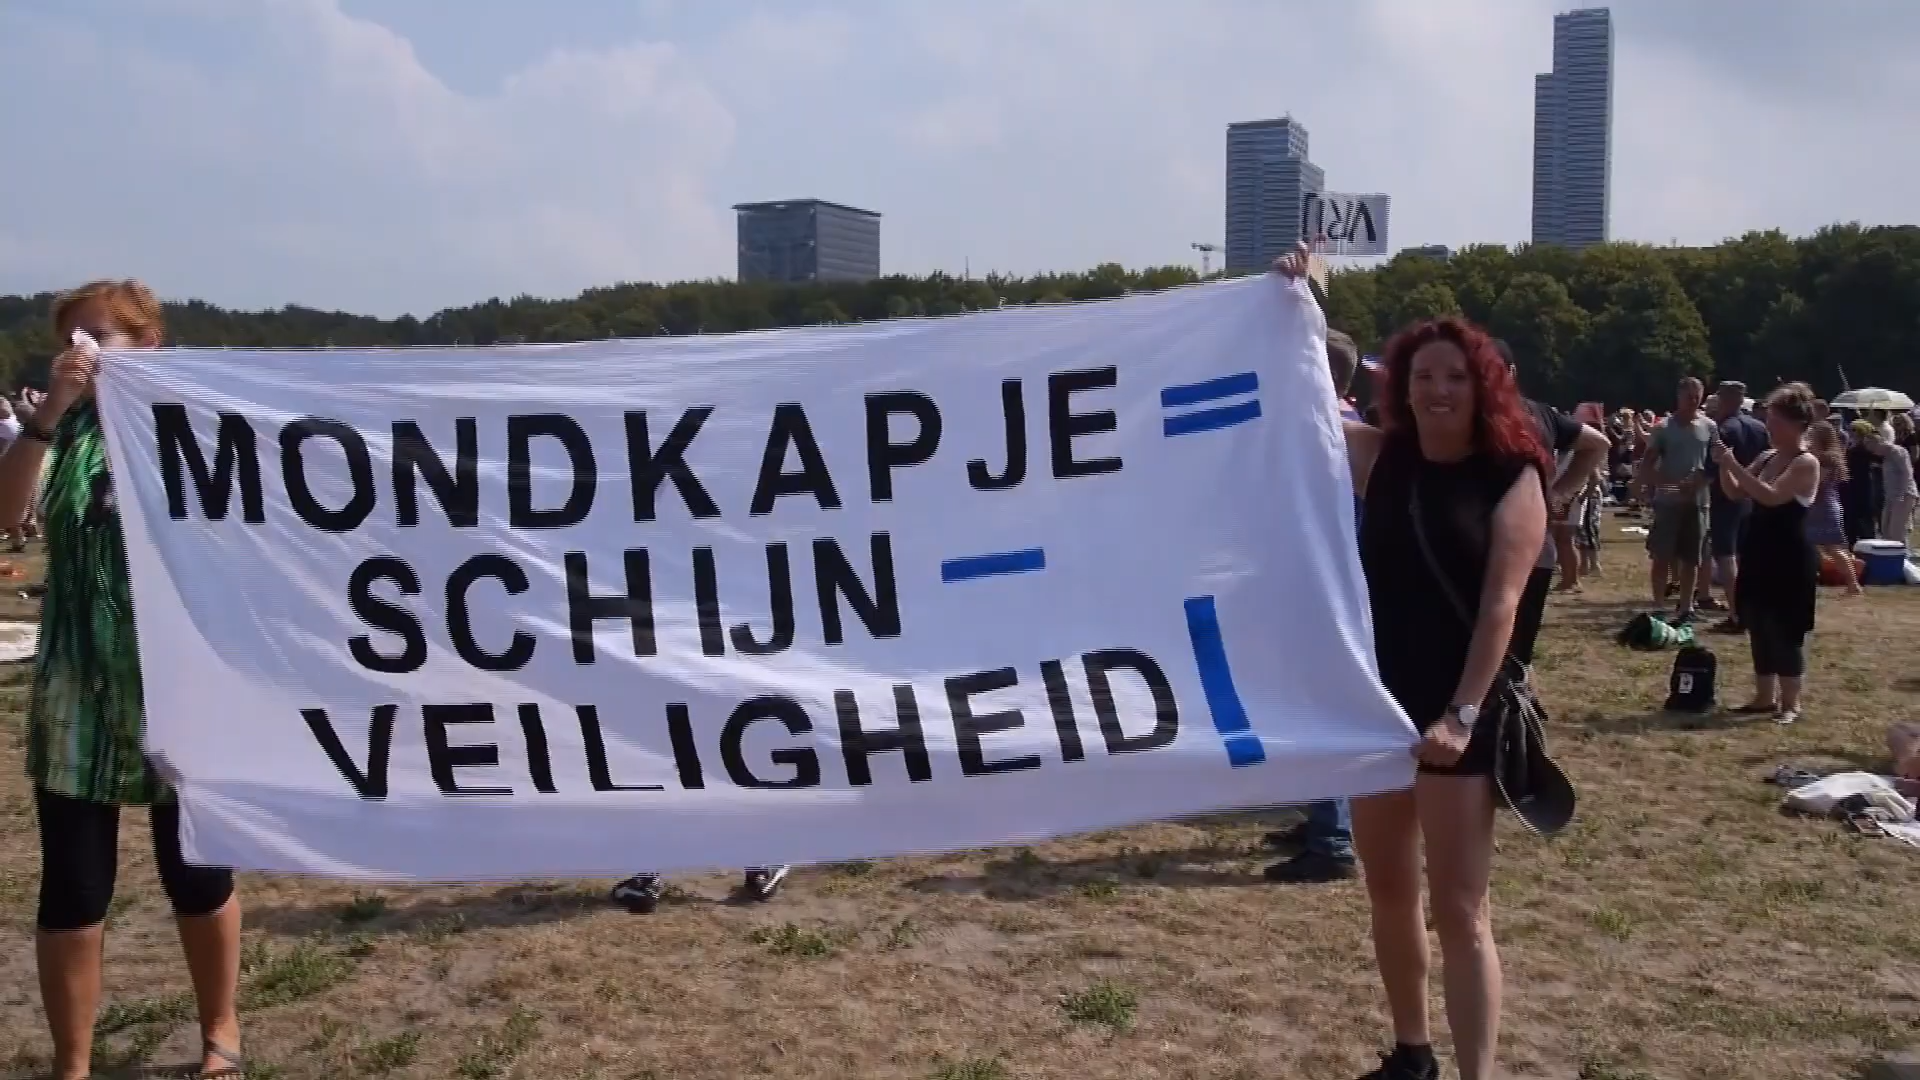 MONDKAPJE =
SCHIJN -
VEILIGHEID!